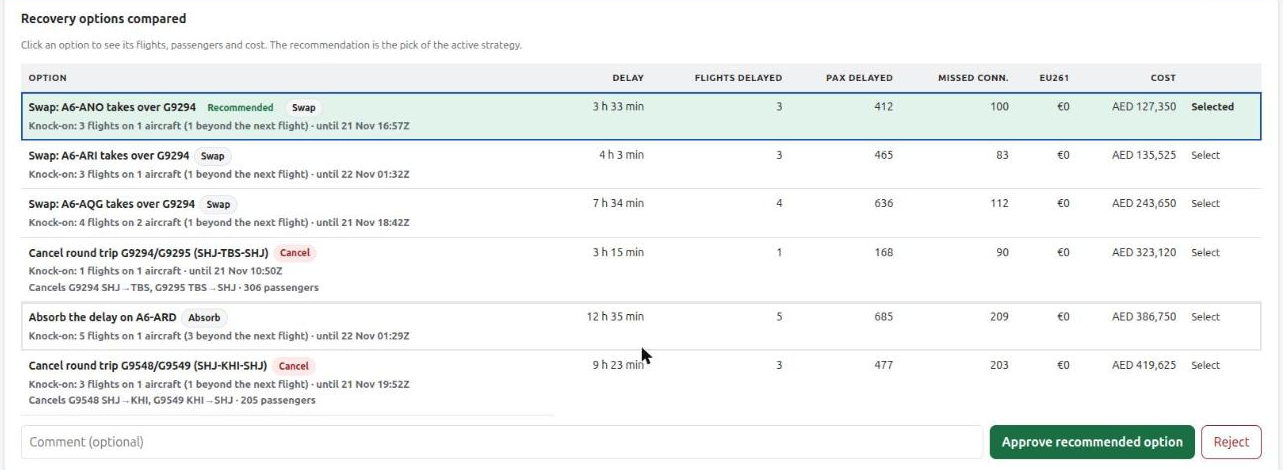 Recovery options compared
Click an option to see its flights, passengers and cost. The recommendation is the pick of the active strategy.
OPTION DELAY FLIGHTS DELAYED PAX DELAYED MISSED CONN. EU261 COST
Swap: A6-ANO takes over G9294 Recommended Swap 3 h 33 min 3 412 100 €0 AED 127,350 Selected
Knock-on: 3 flights on 1 aircraft (1 beyond the next flight) · until 21 Nov 16:57Z
Swap: A6-ARI takes over G9294 Swap 4 h 3 min 3 465 83 €0 AED 135,525 Select
Knock-on: 3 flights on 1 aircraft (1 beyond the next flight) · until 22 Nov 01:32Z
Swap: A6-AQG takes over G9294 Swap 7 h 34 min 4 636 112 €0 AED 243,650 Select
Knock-on: 4 flights on 2 aircraft (1 beyond the next flight) · until 21 Nov 18:42Z
Cancel round trip G9294/G9295 (SHJ-TBS-SHJ) Cancel 3 h 15 min 1 168 90 €0 AED 323,120 Select
Knock-on: 1 flights on 1 aircraft · until 21 Nov 10:50Z
Cancels G9294 SHJ→TBS, G9295 TBS→SHJ · 306 passengers
Absorb the delay on A6-ARD Absorb 12 h 35 min 5 685 209 €0 AED 386,750 Select
Knock-on: 5 flights on 1 aircraft (3 beyond the next flight) · until 22 Nov 01:29Z
Cancel round trip G9548/G9549 (SHJ-KHI-SHJ) Cancel 9 h 23 min 3 477 203 €0 AED 419,625 Select
Knock-on: 3 flights on 1 aircraft (1 beyond the next flight) · until 21 Nov 19:52Z
Cancels G9548 SHJ→KHI, G9549 KHI→SHJ · 205 passengers
Comment (optional) Approve recommended option Reject